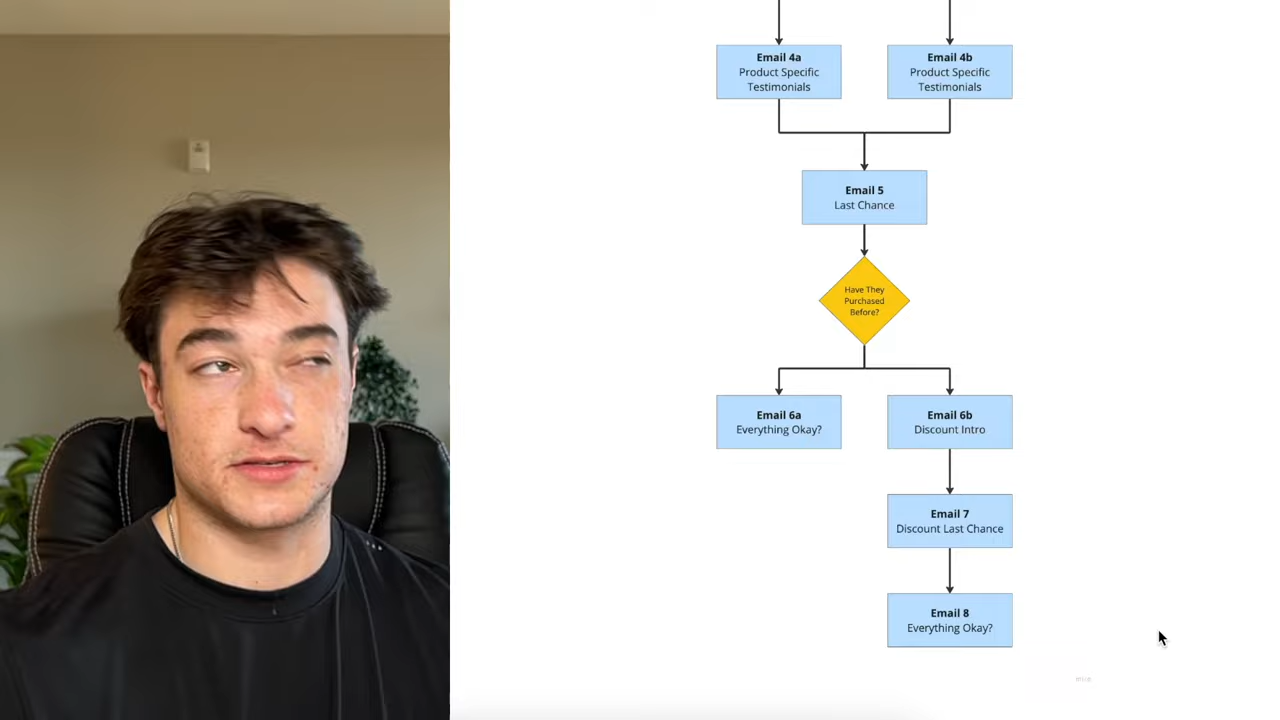 Email 4a
Product Specific
Testimonials
Email 4b
Product Specific
Testimonials
Email 5
Last Chance
Have They
Purchased
Before?
Email 6a
Everything Okay?
Email 6b
Discount Intro
Email 7
Discount Last Chance
Email 8
Everything Okay?